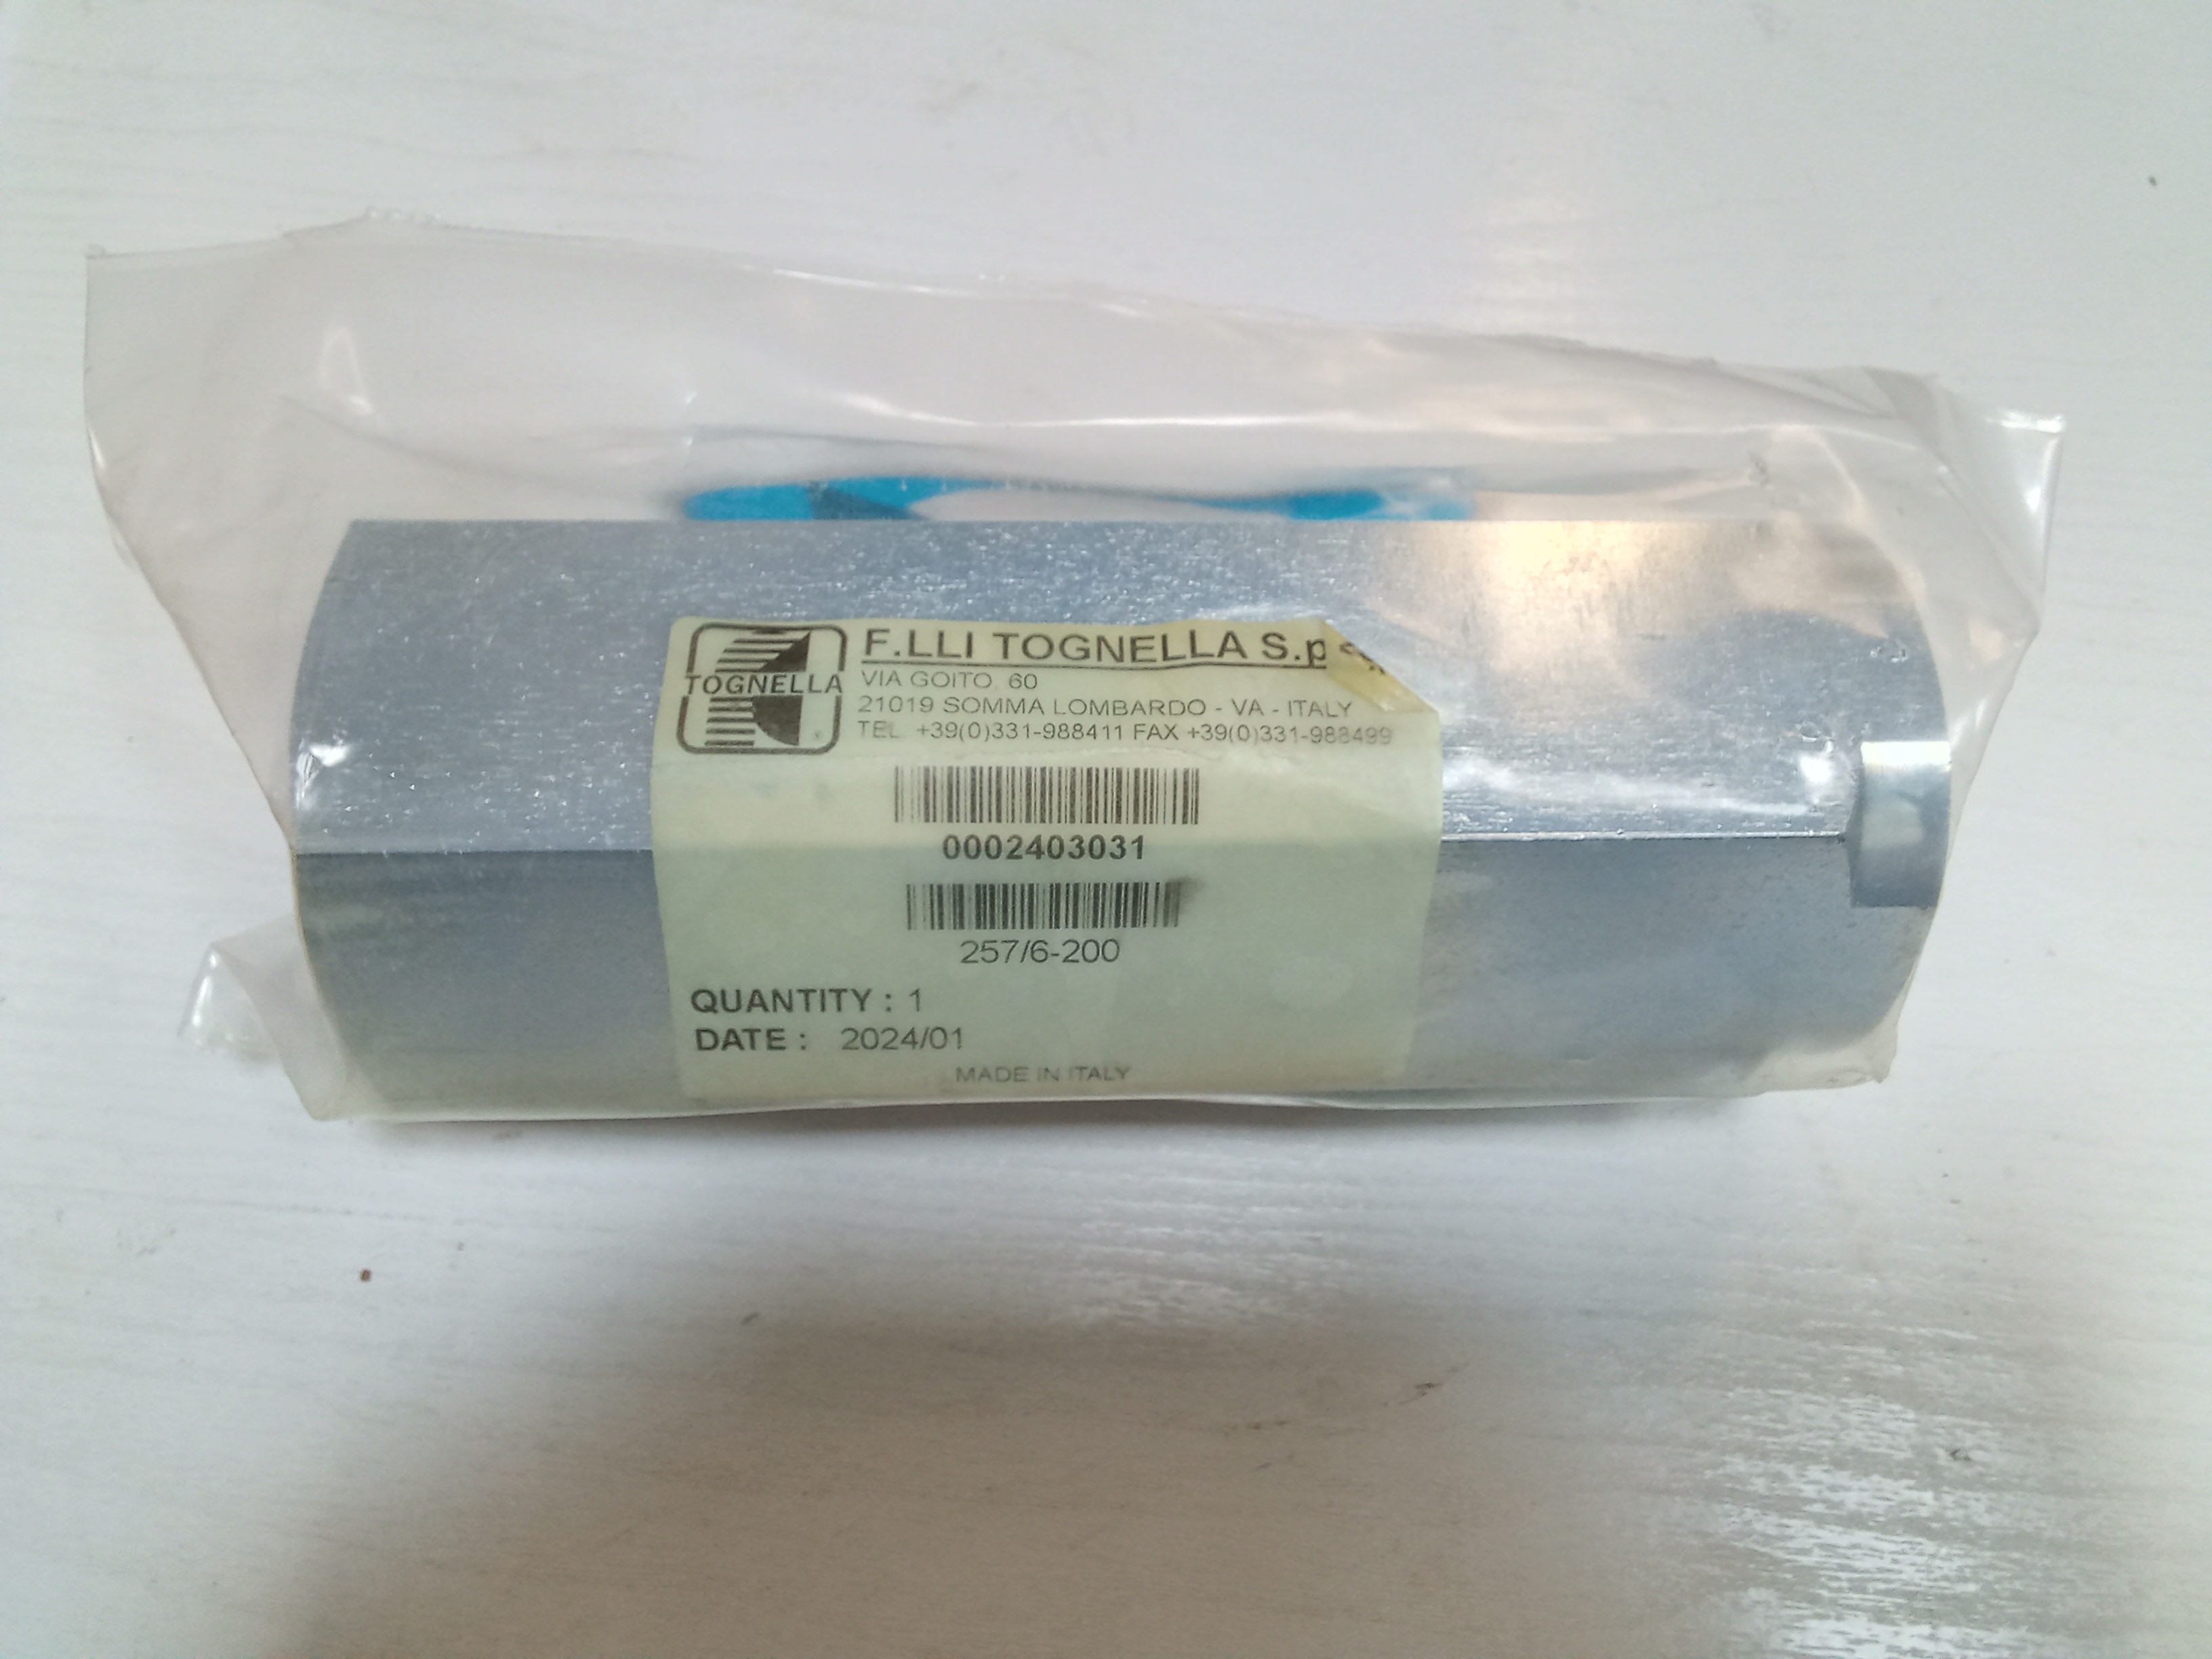 TOGNELLA
F.LLI TOGNELLA S.p
VIA GOITO, 60
21019 SOMMA LOMBARDO - VA - ITALY
TEL. +39(0)331-988411 FAX +39(0)331-988499
0002403031
257/6-200
QUANTITY : 1
DATE : 2024/01
MADE IN ITALY